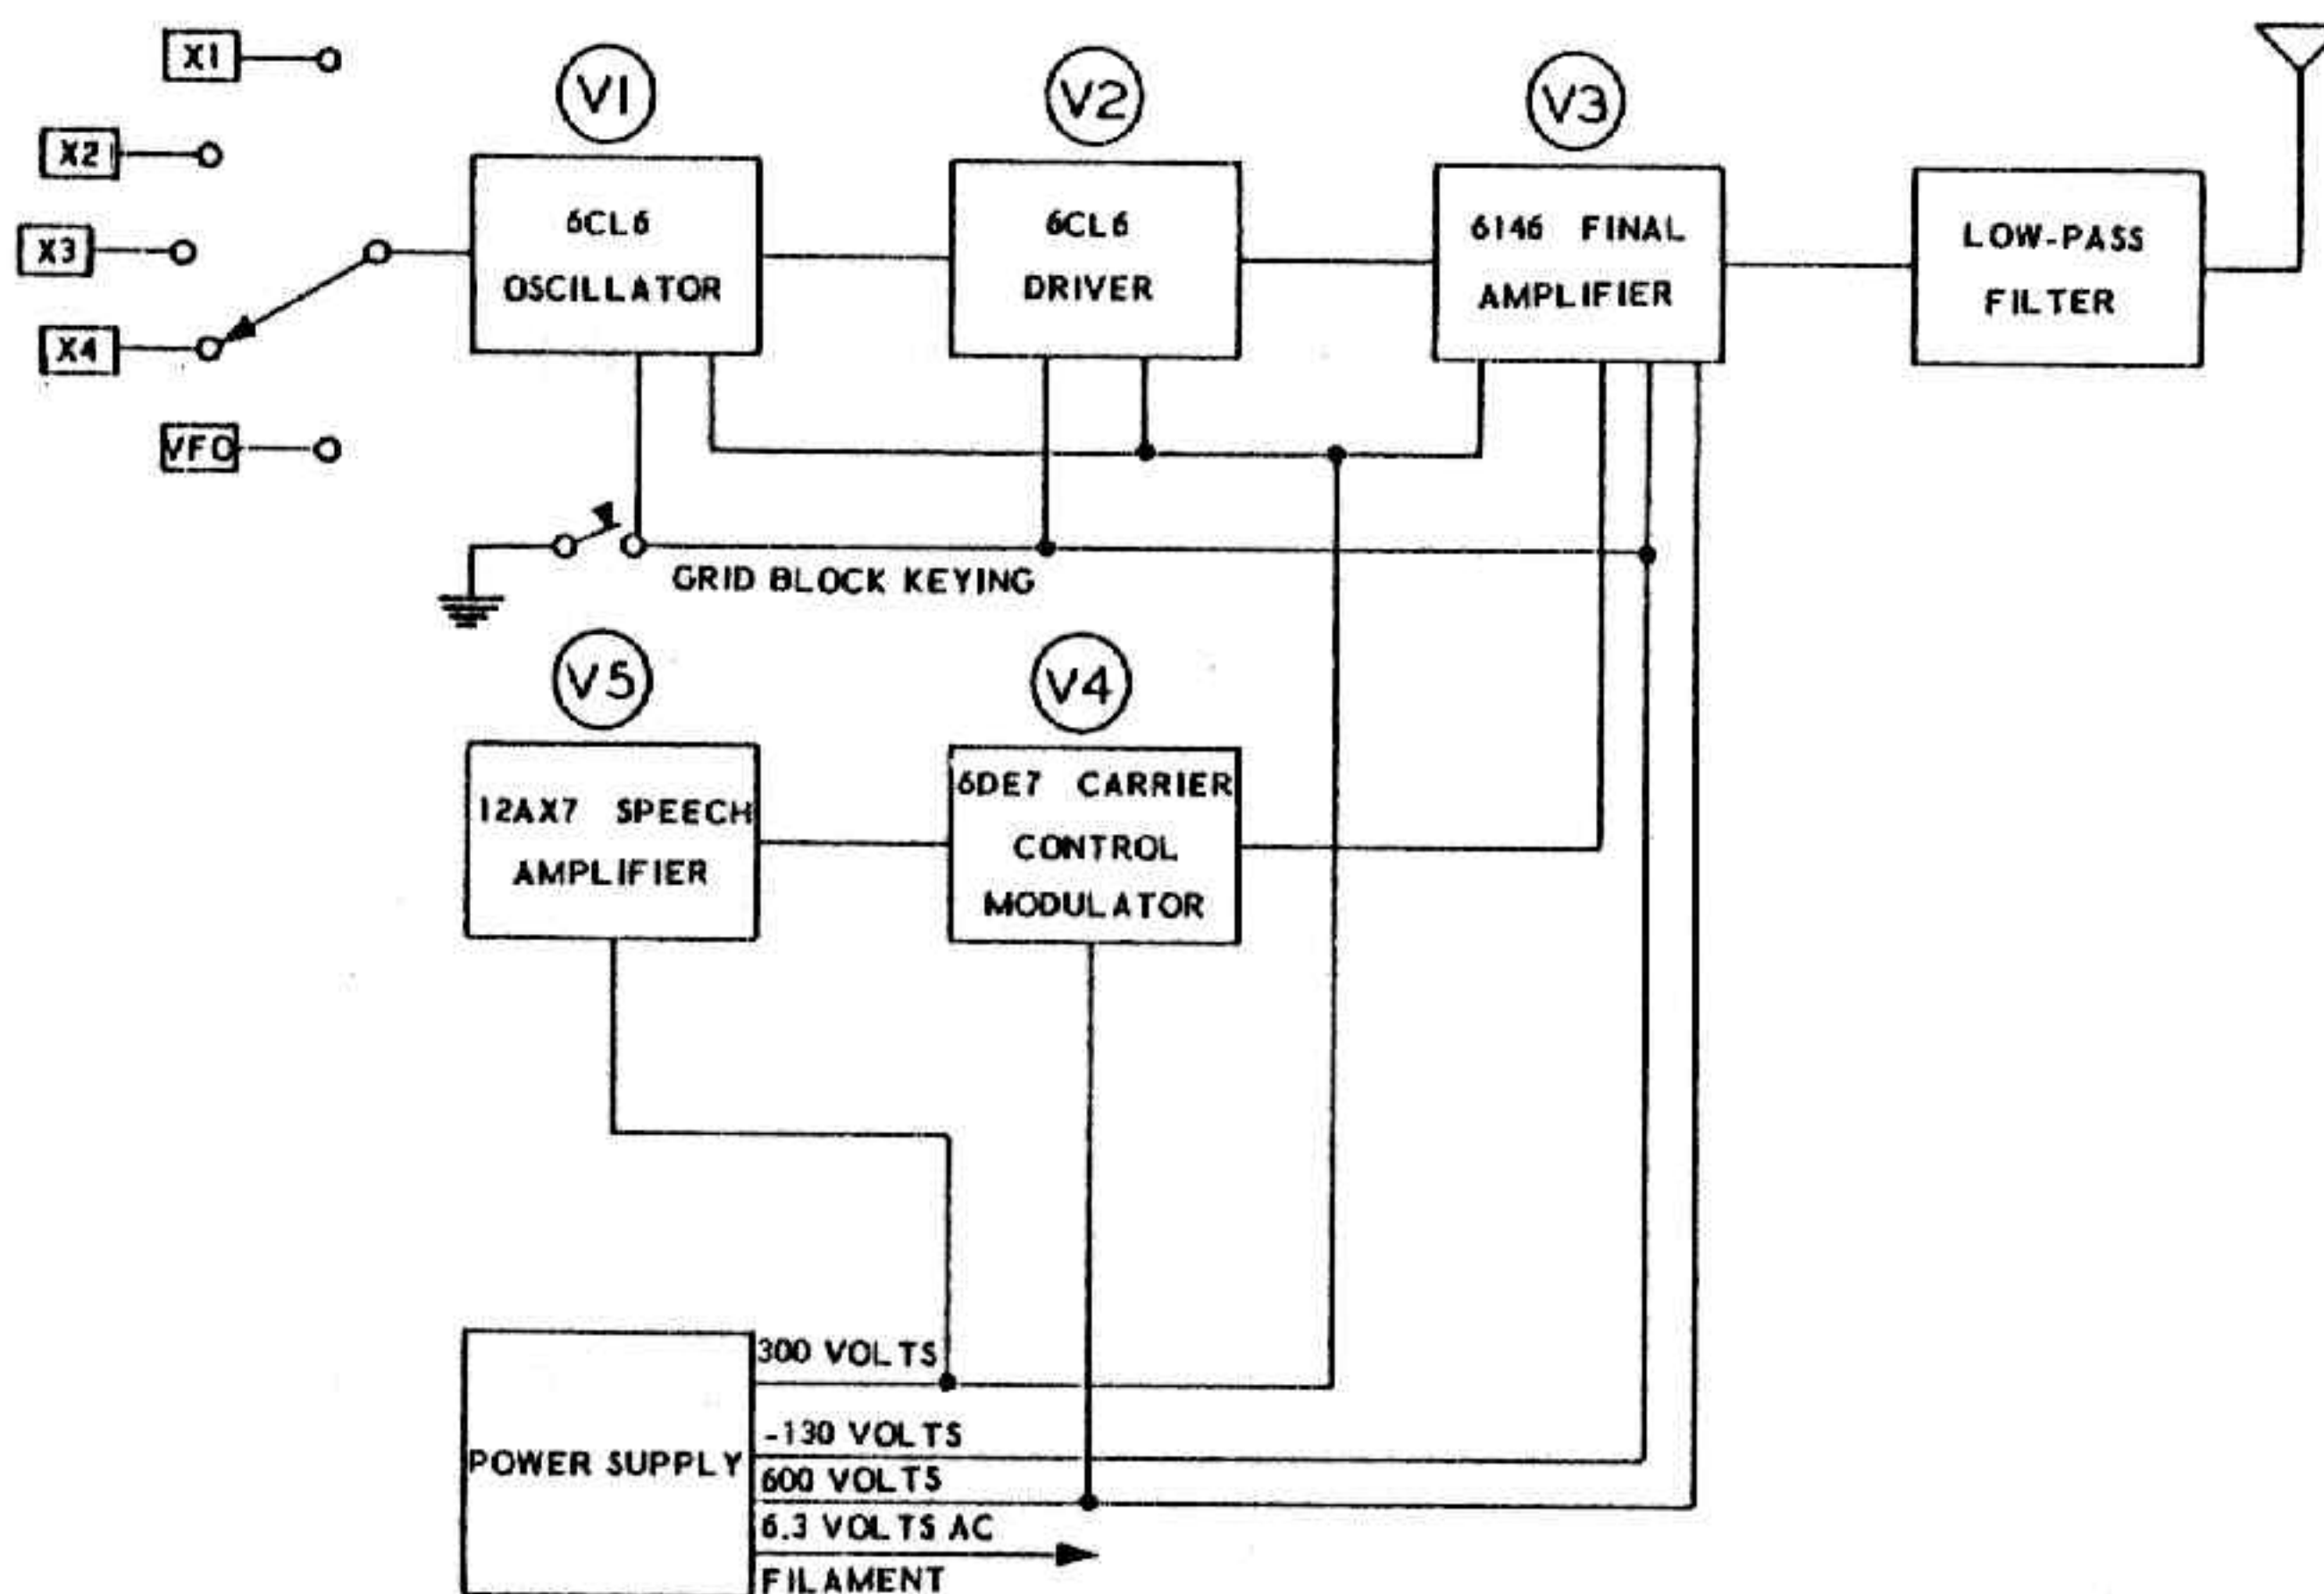 X1
X2
X3
X4
VFO
V1
6CL6
OSCILLATOR
V2
6CL6
DRIVER
V3
6146 FINAL
AMPLIFIER
LOW-PASS
FILTER
GRID BLOCK KEYING
V5
12AX7 SPEECH
AMPLIFIER
V4
6DE7 CARRIER
CONTROL
MODULATOR
POWER SUPPLY
300 VOLTS
-130 VOLTS
600 VOLTS
6.3 VOLTS AC
FILAMENT